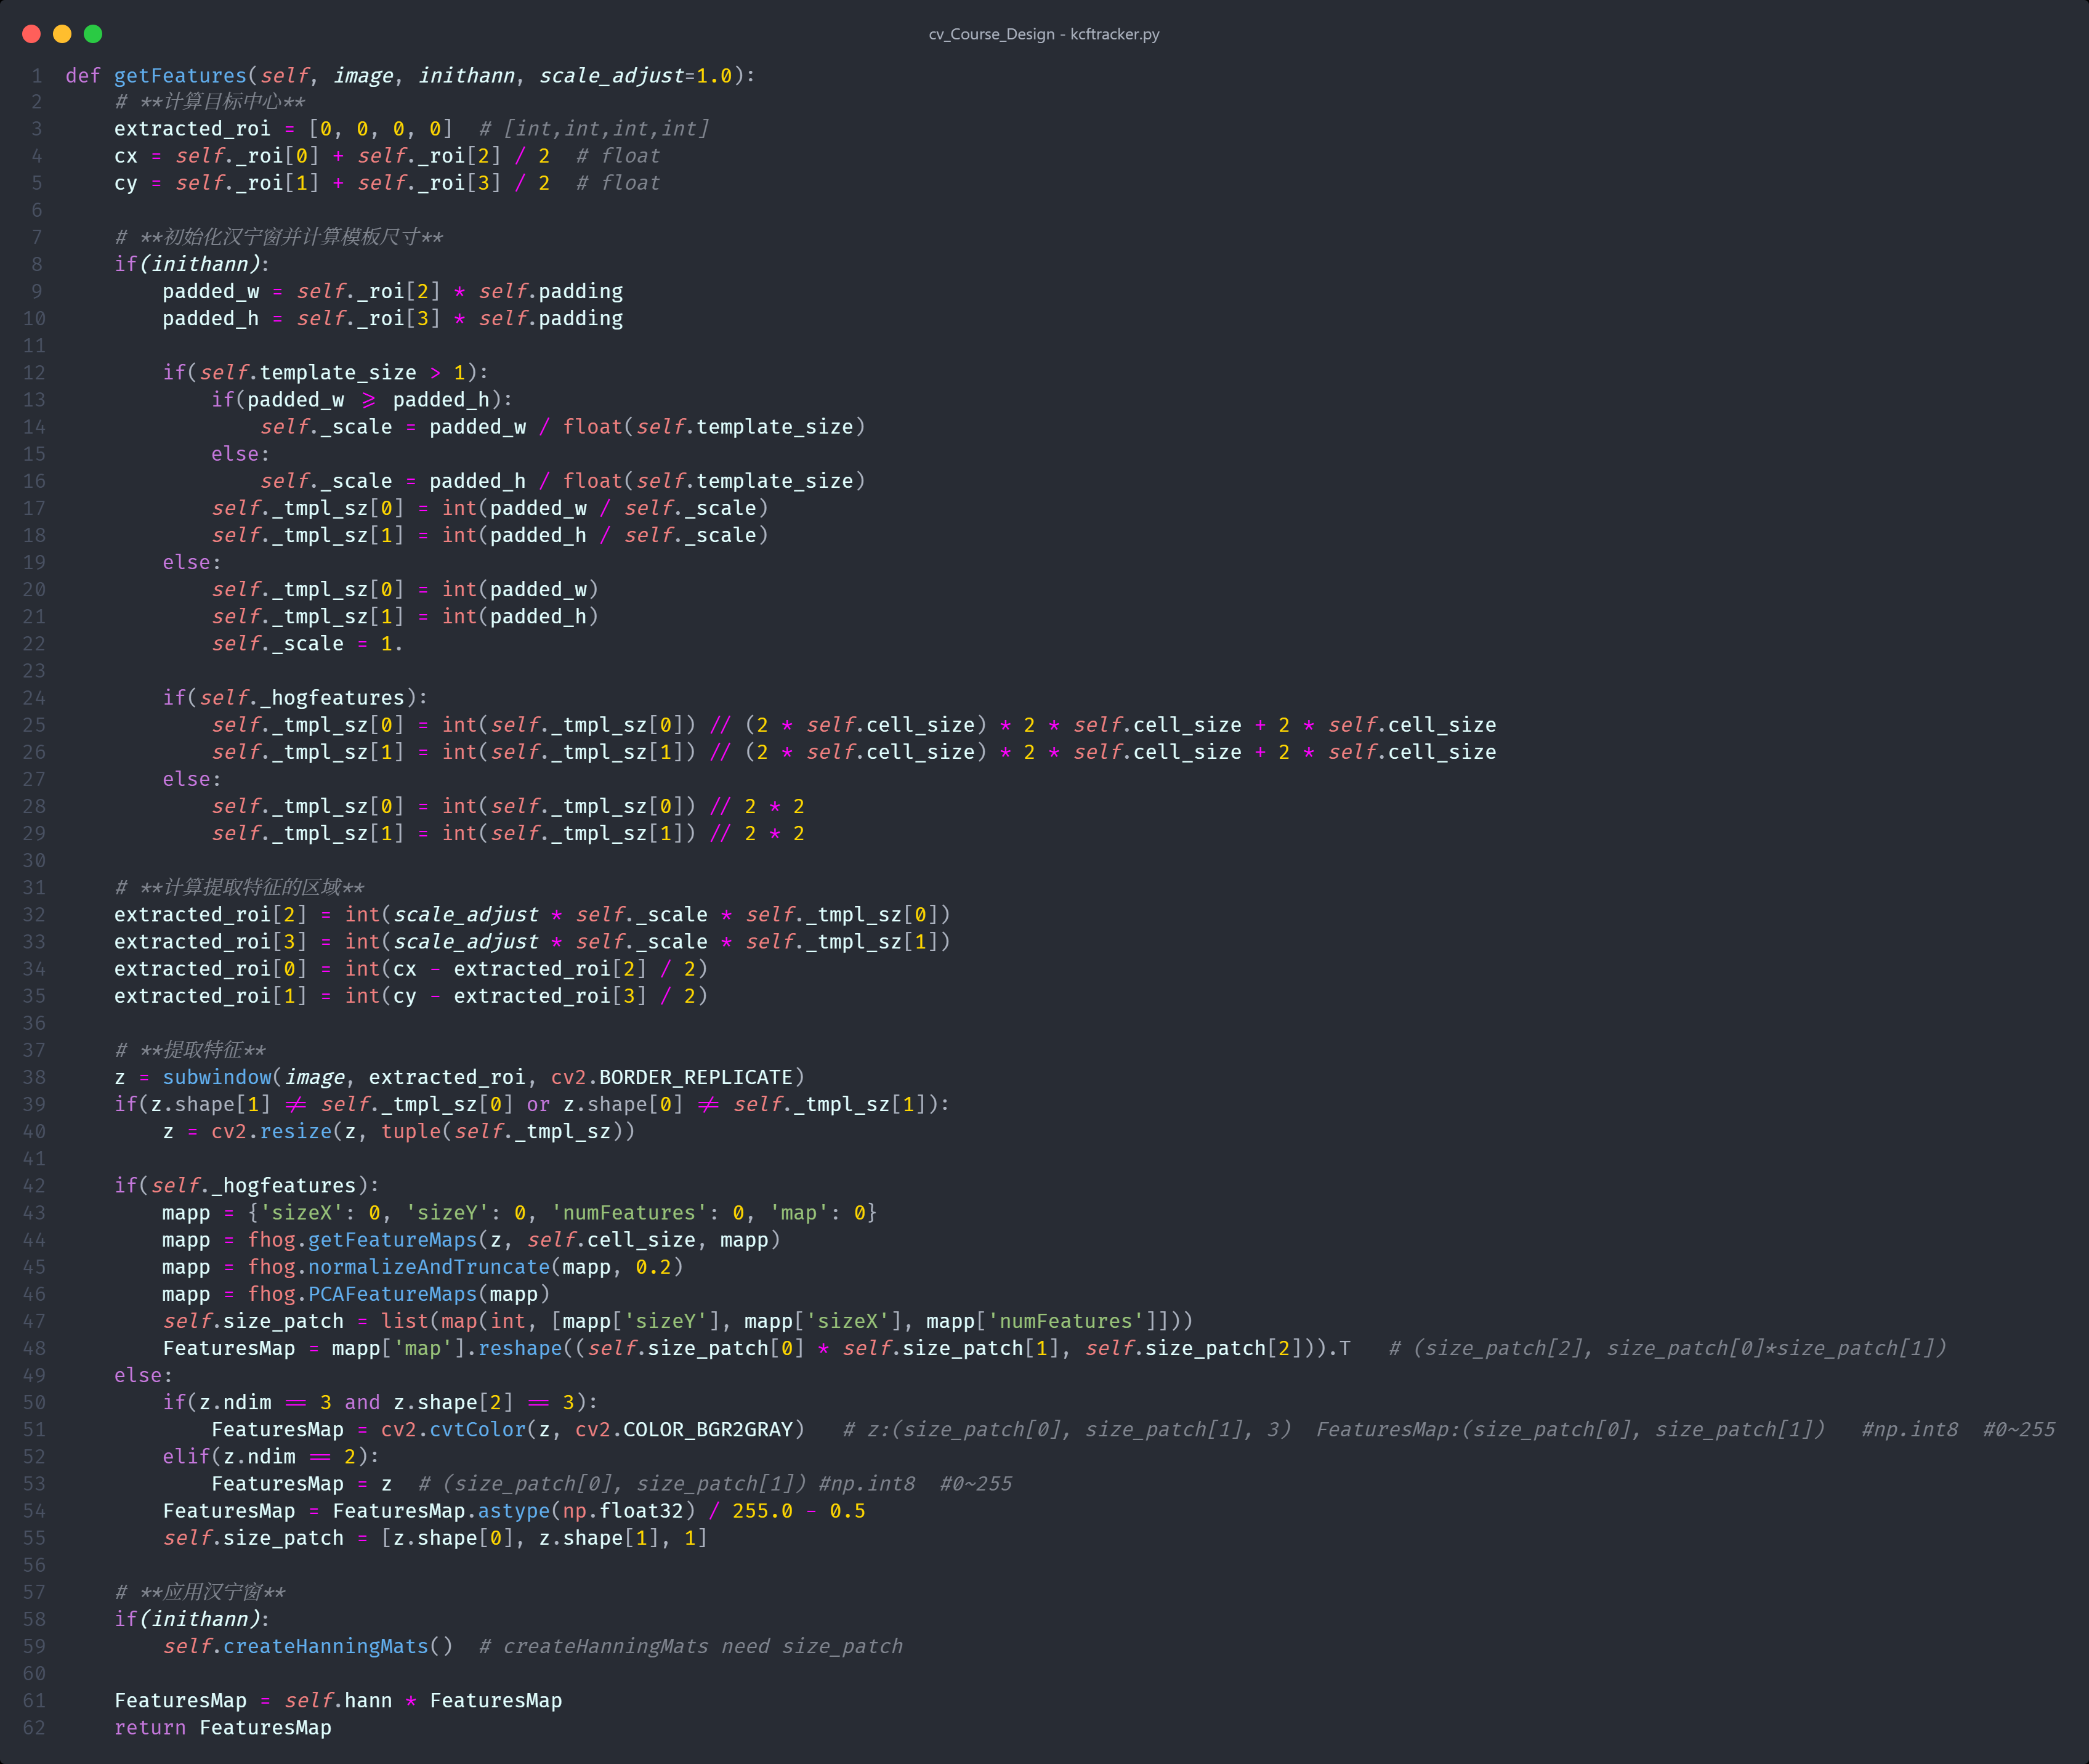 cv_Course_Design - kcftracker.py
1 def getFeatures(self, image, inithann, scale_adjust=1.0):
2     # **计算目标中心**
3     extracted_roi = [0, 0, 0, 0]  # [int,int,int,int]
4     cx = self._roi[0] + self._roi[2] / 2  # float
5     cy = self._roi[1] + self._roi[3] / 2  # float
6
7     # **初始化汉宁窗并计算模板尺寸**
8     if(inithann):
9         padded_w = self._roi[2] * self.padding
10         padded_h = self._roi[3] * self.padding
11
12         if(self.template_size > 1):
13             if(padded_w >= padded_h):
14                 self._scale = padded_w / float(self.template_size)
15             else:
16                 self._scale = padded_h / float(self.template_size)
17             self._tmpl_sz[0] = int(padded_w / self._scale)
18             self._tmpl_sz[1] = int(padded_h / self._scale)
19         else:
20             self._tmpl_sz[0] = int(padded_w)
21             self._tmpl_sz[1] = int(padded_h)
22             self._scale = 1.
23
24         if(self._hogfeatures):
25             self._tmpl_sz[0] = int(self._tmpl_sz[0]) // (2 * self.cell_size) * 2 * self.cell_size + 2 * self.cell_size
26             self._tmpl_sz[1] = int(self._tmpl_sz[1]) // (2 * self.cell_size) * 2 * self.cell_size + 2 * self.cell_size
27         else:
28             self._tmpl_sz[0] = int(self._tmpl_sz[0]) // 2 * 2
29             self._tmpl_sz[1] = int(self._tmpl_sz[1]) // 2 * 2
30
31     # **计算提取特征的区域**
32     extracted_roi[2] = int(scale_adjust * self._scale * self._tmpl_sz[0])
33     extracted_roi[3] = int(scale_adjust * self._scale * self._tmpl_sz[1])
34     extracted_roi[0] = int(cx - extracted_roi[2] / 2)
35     extracted_roi[1] = int(cy - extracted_roi[3] / 2)
36
37     # **提取特征**
38     z = subwindow(image, extracted_roi, cv2.BORDER_REPLICATE)
39     if(z.shape[1] != self._tmpl_sz[0] or z.shape[0] != self._tmpl_sz[1]):
40         z = cv2.resize(z, tuple(self._tmpl_sz))
41
42     if(self._hogfeatures):
43         mapp = {'sizeX': 0, 'sizeY': 0, 'numFeatures': 0, 'map': 0}
44         mapp = fhog.getFeatureMaps(z, self.cell_size, mapp)
45         mapp = fhog.normalizeAndTruncate(mapp, 0.2)
46         mapp = fhog.PCAFeatureMaps(mapp)
47         self.size_patch = list(map(int, [mapp['sizeY'], mapp['sizeX'], mapp['numFeatures']]))
48         FeaturesMap = mapp['map'].reshape((self.size_patch[0] * self.size_patch[1], self.size_patch[2])).T   # (size_patch[2], size_patch[0]*size_patch[1])
49     else:
50         if(z.ndim == 3 and z.shape[2] == 3):
51             FeaturesMap = cv2.cvtColor(z, cv2.COLOR_BGR2GRAY)   # z:(size_patch[0], size_patch[1], 3)  FeaturesMap:(size_patch[0], size_patch[1])   #np.int8  #0~255
52         elif(z.ndim == 2):
53             FeaturesMap = z  # (size_patch[0], size_patch[1]) #np.int8  #0~255
54         FeaturesMap = FeaturesMap.astype(np.float32) / 255.0 - 0.5
55         self.size_patch = [z.shape[0], z.shape[1], 1]
56
57     # **应用汉宁窗**
58     if(inithann):
59         self.createHanningMats()  # createHanningMats need size_patch
60
61     FeaturesMap = self.hann * FeaturesMap
62     return FeaturesMap